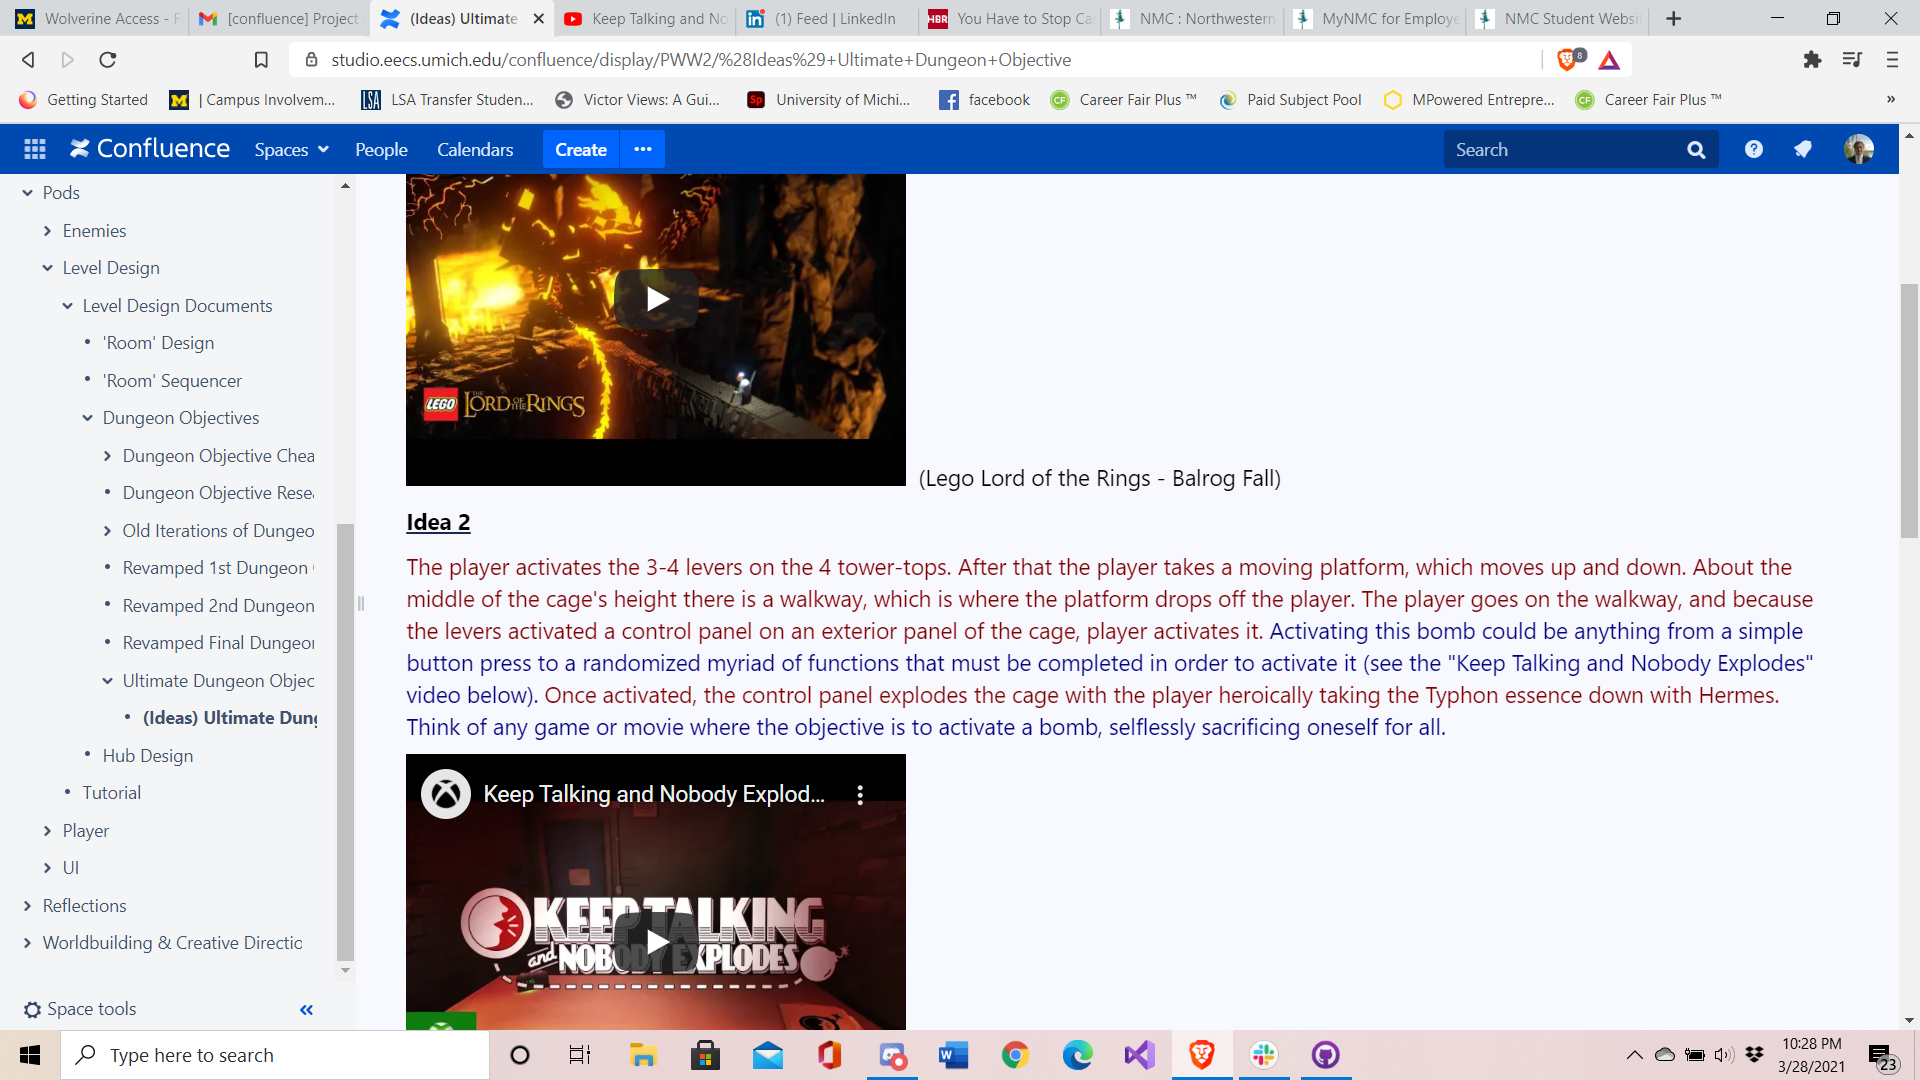 Wolverine Access - F
[confluence] Project
(Ideas) Ultimate
Keep Talking and No
(1) Feed | LinkedIn
HBR
You Have to Stop Ca
NMC : Northwestern
MyNMC for Employe
NMC Student Websit
studio.eecs.umich.edu/confluence/display/PWW2/%28Ideas%29+Ultimate+Dungeon+Objective
8
Getting Started
M
| Campus Involvem...
LSA
LSA Transfer Studen...
Victor Views: A Gui...
Sp
University of Michi...
facebook
CF
Career Fair Plus ™
Paid Subject Pool
MPowered Entrepre...
CF
Career Fair Plus ™
»
Confluence
Spaces
People
Calendars
Create
Search
Pods
Enemies
Level Design
Level Design Documents
'Room' Design
'Room' Sequencer
Dungeon Objectives
Dungeon Objective Chea
Dungeon Objective Rese
Old Iterations of Dungeo
Revamped 1st Dungeon
Revamped 2nd Dungeon
Revamped Final Dungeon
Ultimate Dungeon Objec
(Ideas) Ultimate Dung
Hub Design
Tutorial
Player
UI
Reflections
Worldbuilding & Creative Directio
Space tools
LEGO THE LORD OF THE RINGS
(Lego Lord of the Rings - Balrog Fall)
Idea 2
The player activates the 3-4 levers on the 4 tower-tops. After that the player takes a moving platform, which moves up and down. About the
middle of the cage's height there is a walkway, which is where the platform drops off the player. The player goes on the walkway, and because
the levers activated a control panel on an exterior panel of the cage, player activates it. Activating this bomb could be anything from a simple
button press to a randomized myriad of functions that must be completed in order to activate it (see the "Keep Talking and Nobody Explodes"
video below). Once activated, the control panel explodes the cage with the player heroically taking the Typhon essence down with Hermes.
Think of any game or movie where the objective is to activate a bomb, selflessly sacrificing oneself for all.
Keep Talking and Nobody Explod...
KEEP TALKING
and NOBODY EXPLODES
Type here to search
10:28 PM
3/28/2021
23